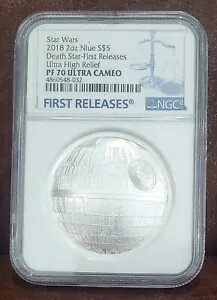 Star Wars
2018 2oz Niue S$5
Death Star-First Releases
Ultra High Relief
PF 70 ULTRA CAMEO
4860548-032
FIRST RELEASES®
NGC